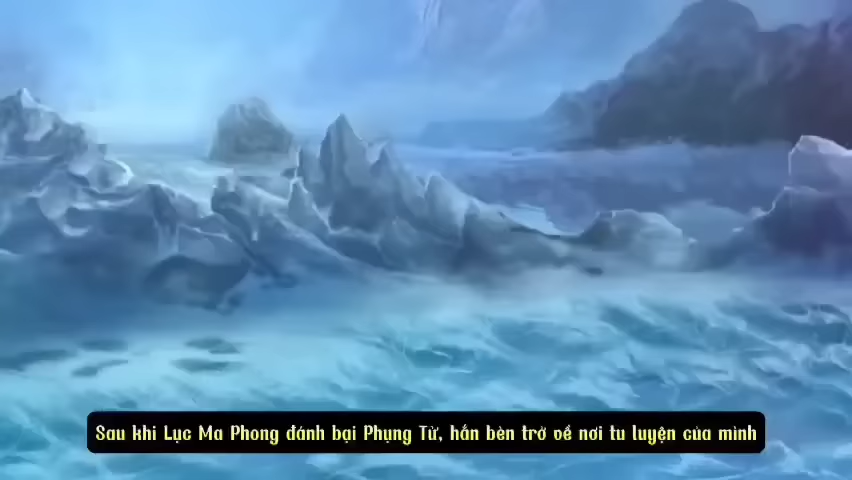 Sau khi Lục Ma Phong đánh bại Phụng Tử, hắn bèn trở về nơi tu luyện của mình